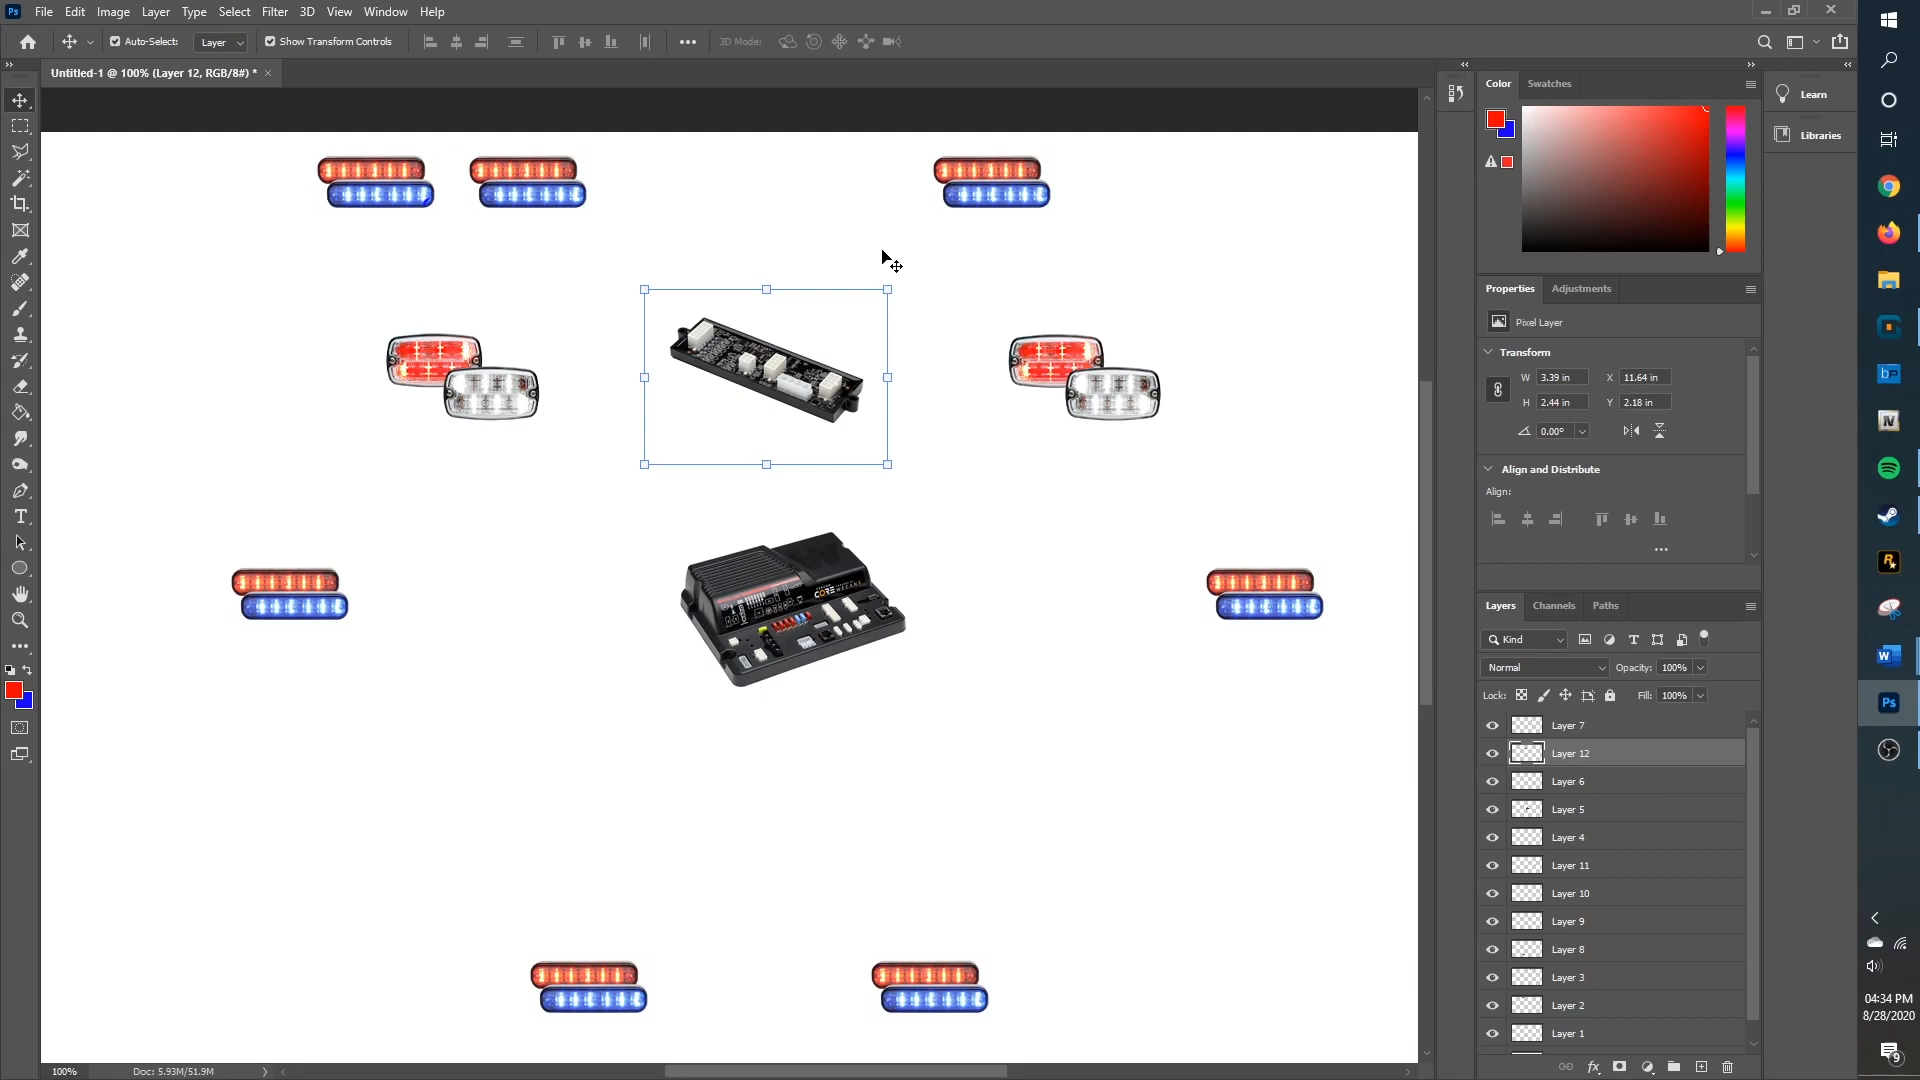 Ps File Edit Image Layer Type Select Filter 3D View Window Help
Auto-Select: Layer Show Transform Controls 3D Mode:
Untitled-1 @ 100% (Layer 12, RGB/8#) * ×
Color Swatches
Learn
Libraries
Properties Adjustments
Pixel Layer
Transform
W 3.39 in X 11.64 in
H 2.44 in Y 2.18 in
0.00°
Align and Distribute
Align:
Layers Channels Paths
Kind
Normal Opacity: 100%
Lock: Fill: 100%
Layer 7
Layer 12
Layer 6
Layer 5
Layer 4
Layer 11
Layer 10
Layer 9
Layer 8
Layer 3
Layer 2
Layer 1
CORE
100% Doc: 5.93M/51.9M
bp
W
Ps
04:34 PM
8/28/2020
9